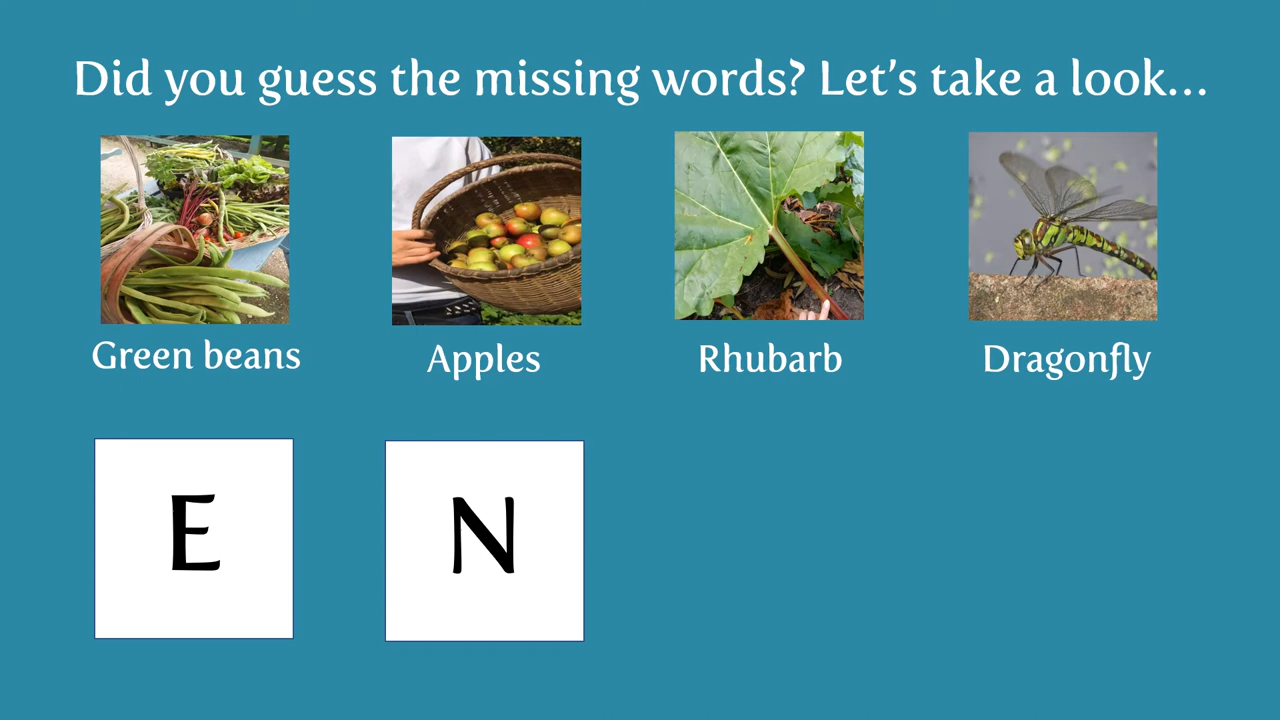 Did you guess the missing words? Let's take a look...
Green beans
Apples
Rhubarb
Dragonfly
E
N